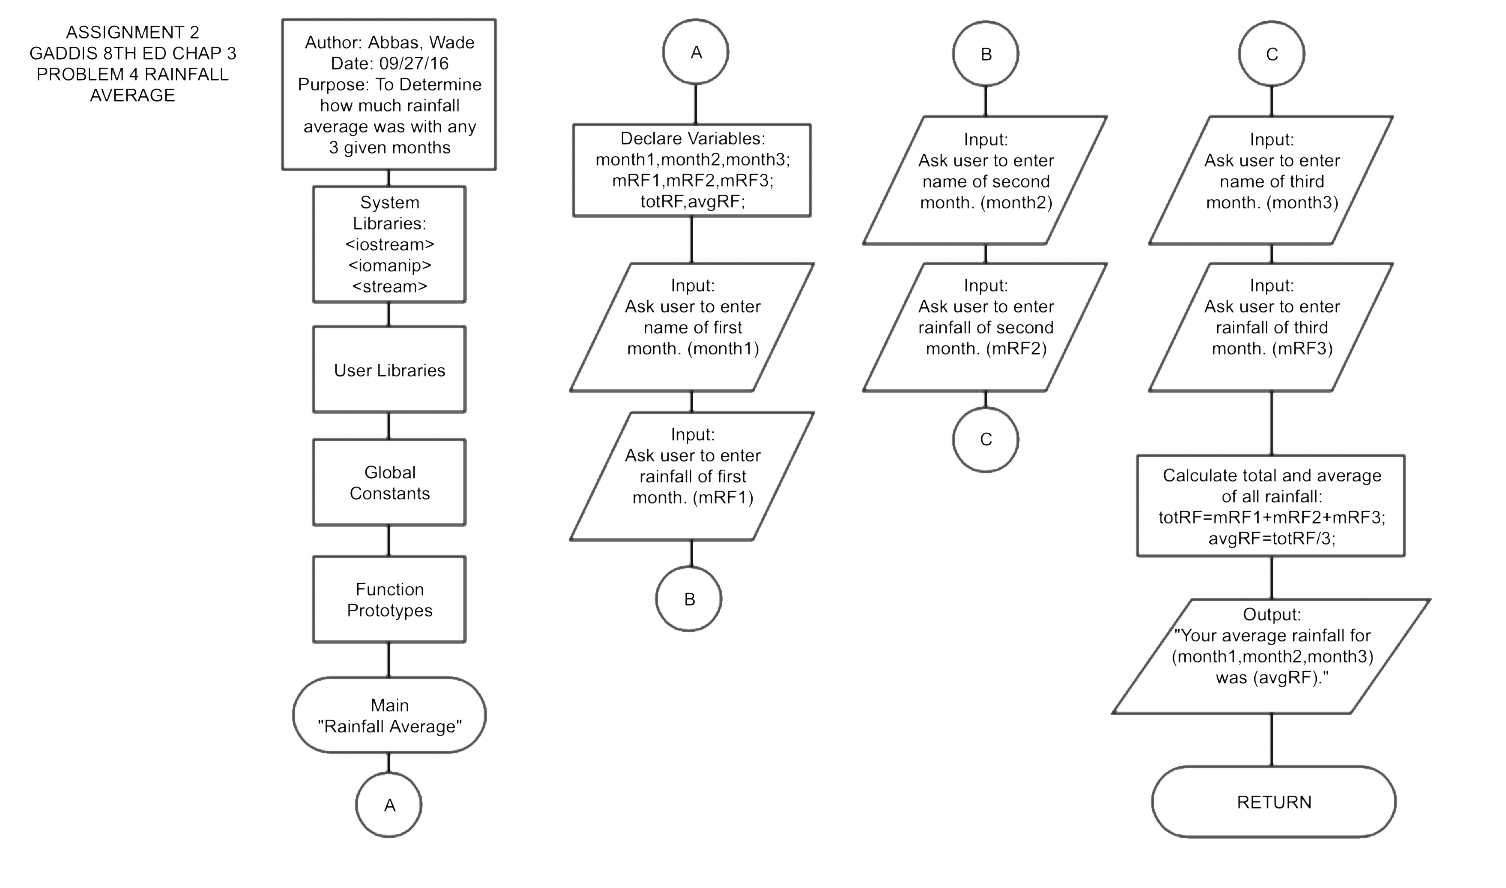 ASSIGNMENT 2
GADDIS 8TH ED CHAP 3
PROBLEM 4 RAINFALL
AVERAGE
Author: Abbas, Wade
Date: 09/27/16
Purpose: To Determine
how much rainfall
average was with any
3 given months
System
Libraries:
<iostream>
<iomanip>
<stream>
User Libraries
Global
Constants
Function
Prototypes
Main
"Rainfall Average"
A
A
Declare Variables:
month1,month2,month3;
mRF1,mRF2,mRF3;
totRF,avgRF;
Input:
Ask user to enter
name of first
month. (month1)
Input:
Ask user to enter
rainfall of first
month. (mRF1)
B
B
Input:
Ask user to enter
name of second
month. (month2)
Input:
Ask user to enter
rainfall of second
month. (mRF2)
C
C
Input:
Ask user to enter
name of third
month. (month3)
Input:
Ask user to enter
rainfall of third
month. (mRF3)
Calculate total and average
of all rainfall:
totRF=mRF1+mRF2+mRF3;
avgRF=totRF/3;
Output:
"Your average rainfall for
(month1,month2,month3)
was (avgRF)."
RETURN